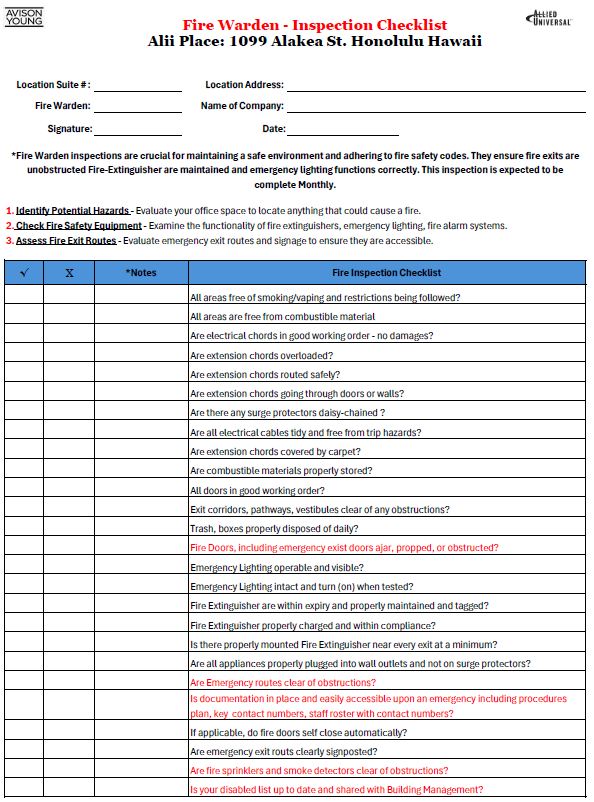 AVISON
YOUNG
ALLIED
UNIVERSAL
Fire Warden - Inspection Checklist
Alii Place: 1099 Alakea St. Honolulu Hawaii
Location Suite #: Location Address:
Fire Warden: Name of Company:
Signature: Date:
*Fire Warden inspections are crucial for maintaining a safe environment and adhering to fire safety codes. They ensure fire exits are
unobstructed Fire-Extinguisher are maintained and emergency lighting functions correctly. This inspection is expected to be
complete Monthly.
1. Identify Potential Hazards - Evaluate your office space to locate anything that could cause a fire.
2. Check Fire Safety Equipment - Examine the functionality of fire extinguishers, emergency lighting, fire alarm systems.
3. Assess Fire Exit Routes - Evaluate emergency exit routes and signage to ensure they are accessible.
√ X *Notes Fire Inspection Checklist
All areas free of smoking/vaping and restrictions being followed?
All areas are free from combustible material
Are electrical chords in good working order - no damages?
Are extension chords overloaded?
Are extension chords routed safely?
Are extension chords going through doors or walls?
Are there any surge protectors daisy-chained ?
Are all electrical cables tidy and free from trip hazards?
Are extension chords covered by carpet?
Are combustible materials properly stored?
All doors in good working order?
Exit corridors, pathways, vestibules clear of any obstructions?
Trash, boxes properly disposed of daily?
Fire Doors, including emergency exist doors ajar, propped, or obstructed?
Emergency Lighting operable and visible?
Emergency Lighting intact and turn (on) when tested?
Fire Extinguisher are within expiry and properly maintained and tagged?
Fire Extinguisher properly charged and within compliance?
Is there properly mounted Fire Extinguisher near every exit at a minimum?
Are all appliances properly plugged into wall outlets and not on surge protectors?
Are Emergency routes clear of obstructions?
Is documentation in place and easily accessible upon an emergency including procedures
plan, key contact numbers, staff roster with contact numbers?
If applicable, do fire doors self close automatically?
Are emergency exit routs clearly signposted?
Are fire sprinklers and smoke detectors clear of obstructions?
Is your disabled list up to date and shared with Building Management?